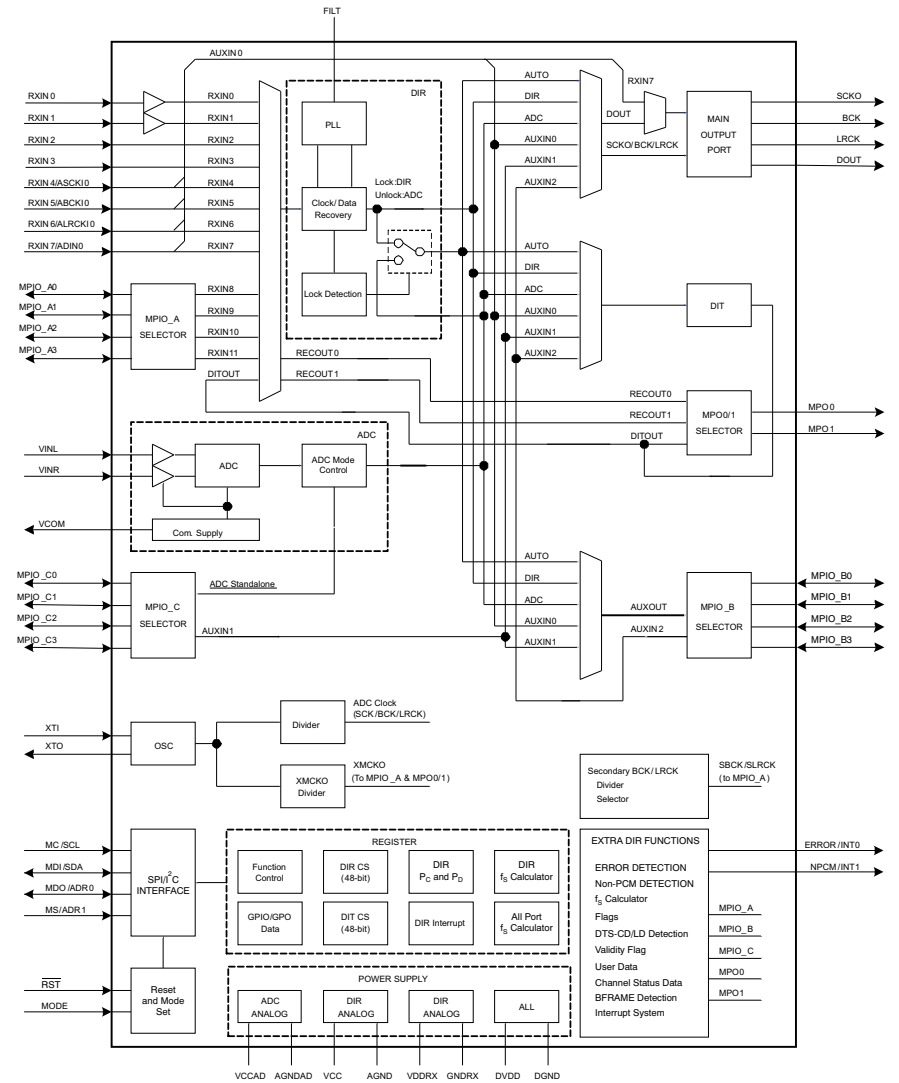 FILT
AUXIN 0
RXIN 0
RXIN 1
RXIN 2
RXIN 3
RXIN 4/ASCKI0
RXIN 5/ABCKI0
RXIN 6/ALRCKI0
RXIN 7/ADIN0
RXIN0
RXIN1
RXIN2
RXIN3
RXIN4
RXIN5
RXIN6
RXIN7
DIR
PLL
Clock/Data
Recovery
Lock Detection
Lock:DIR
Unlock:ADC
AUTO
DIR
ADC
AUXIN0
AUXIN1
AUXIN2
RXIN7
DOUT
SCKO/BCK/LRCK
MAIN
OUTPUT
PORT
SCKO
BCK
LRCK
DOUT
MPIO_A0
MPIO_A1
MPIO_A2
MPIO_A3
MPIO_A
SELECTOR
RXIN8
RXIN9
RXIN10
RXIN11
DITOUT
RECOUT 0
RECOUT 1
AUTO
DIR
ADC
AUXIN0
AUXIN1
AUXIN2
DIT
RECOUT0
RECOUT1
DITOUT
MPO0/1
SELECTOR
MPO 0
MPO 1
VINL
VINR
VCOM
ADC
ADC
ADC Mode
Control
Com. Supply
MPIO_C0
MPIO_C1
MPIO_C2
MPIO_C3
MPIO_C
SELECTOR
ADC Standalone
AUXIN1
AUTO
DIR
ADC
AUXIN0
AUXIN1
AUXOUT
AUXIN 2
MPIO_B
SELECTOR
MPIO_B0
MPIO_B1
MPIO_B2
MPIO_B3
XTI
XTO
OSC
Divider
ADC Clock
(SCK/BCK/LRCK)
XMCKO
Divider
XMCKO
(To MPIO_A & MPO0/1)
Secondary BCK/LRCK
Divider
Selector
SBCK/SLRCK
(to MPIO_A)
MC/SCL
MDI/SDA
MDO/ADR0
MS/ADR1
SPI/I2C
INTERFACE
RST
MODE
Reset
and Mode
Set
REGISTER
Function
Control
DIR CS
(48-bit)
DIR
PC and PD
DIR
fS Calculator
GPIO/GPO
Data
DIT CS
(48-bit)
DIR Interrupt
All Port
fS Calculator
POWER SUPPLY
ADC
ANALOG
DIR
ANALOG
DIR
ANALOG
ALL
VCCAD
AGNDAD
VCC
AGND
VDDRX
GNDRX
DVDD
DGND
EXTRA DIR FUNCTIONS
ERROR DETECTION
Non-PCM DETECTION
fS Calculator
Flags
DTS-CD/LD Detection
Validity Flag
User Data
Channel Status Data
BFRAME Detection
Interrupt System
ERROR/INT0
NPCM/INT1
MPIO_A
MPIO_B
MPIO_C
MPO0
MPO1